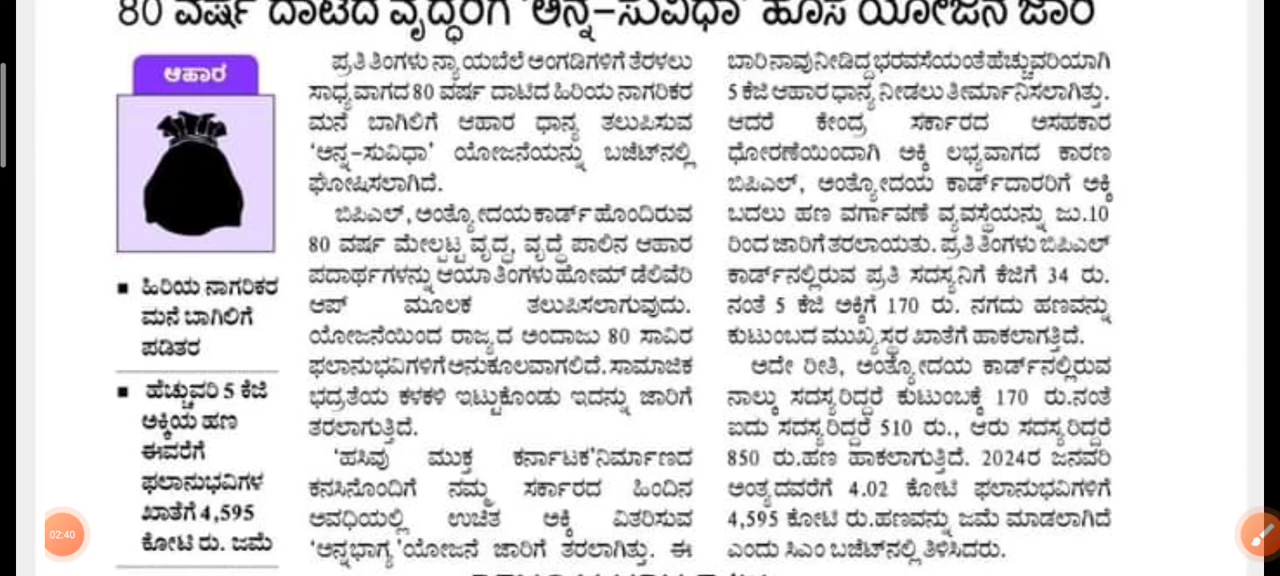 80 ವರ್ಷ ದಾಟಿದ ವೃದ್ಧರಿಗೆ 'ಅನ್ನ-ಸುವಿಧಾ' ಹೊಸ ಯೋಜನೆ ಜಾರಿ
ಆಹಾರ
■ ಹಿರಿಯ ನಾಗರಿಕರ
ಮನೆ ಬಾಗಿಲಿಗೆ
ಪಡಿತರ
■ ಹೆಚ್ಚುವರಿ 5 ಕೆಜಿ
ಅಕ್ಕಿಯ ಹಣ
ಈವರೆಗೆ
ಫಲಾನುಭವಿಗಳ
ಖಾತೆಗೆ 4,595
ಕೋಟಿ ರು. ಜಮೆ
ಪ್ರತಿ ತಿಂಗಳು ನ್ಯಾಯಬೆಲೆ ಅಂಗಡಿಗಳಿಗೆ ತೆರಳಲು
ಸಾಧ್ಯವಾಗದ 80 ವರ್ಷ ದಾಟಿದ ಹಿರಿಯ ನಾಗರಿಕರ
ಮನೆ ಬಾಗಿಲಿಗೆ ಆಹಾರ ಧಾನ್ಯ ತಲುಪಿಸುವ
'ಅನ್ನ-ಸುವಿಧಾ' ಯೋಜನೆಯನ್ನು ಬಜೆಟ್‌ನಲ್ಲಿ
ಘೋಷಿಸಲಾಗಿದೆ.
ಬಿಪಿಎಲ್, ಅಂತ್ಯೋದಯ ಕಾರ್ಡ್ ಹೊಂದಿರುವ
80 ವರ್ಷ ಮೇಲ್ಪಟ್ಟ ವೃದ್ಧ, ವೃದ್ಧೆ ಪಾಲಿನ ಆಹಾರ
ಪದಾರ್ಥಗಳನ್ನು ಆಯಾ ತಿಂಗಳು ಹೋಮ್ ಡೆಲಿವೆರಿ
ಆಪ್ ಮೂಲಕ ತಲುಪಿಸಲಾಗುವುದು.
ಯೋಜನೆಯಿಂದ ರಾಜ್ಯದ ಅಂದಾಜು 80 ಸಾವಿರ
ಫಲಾನುಭವಿಗಳಿಗೆ ಅನುಕೂಲವಾಗಲಿದೆ. ಸಾಮಾಜಿಕ
ಭದ್ರತೆಯ ಕಳಕಳಿ ಇಟ್ಟುಕೊಂಡು ಇದನ್ನು ಜಾರಿಗೆ
ತರಲಾಗುತ್ತಿದೆ.
'ಹಸಿವು ಮುಕ್ತ ಕರ್ನಾಟಕ'ನಿರ್ಮಾಣದ
ಕನಸಿನೊಂದಿಗೆ ನಮ್ಮ ಸರ್ಕಾರದ ಹಿಂದಿನ
ಅವಧಿಯಲ್ಲಿ ಉಚಿತ ಅಕ್ಕಿ ವಿತರಿಸುವ
'ಅನ್ನಭಾಗ್ಯ'ಯೋಜನೆ ಜಾರಿಗೆ ತರಲಾಗಿತ್ತು. ಈ
ಬಾರಿ ನಾವು ನೀಡಿದ್ದ ಭರವಸೆಯಂತೆ ಹೆಚ್ಚುವರಿಯಾಗಿ
5 ಕೆಜಿ ಆಹಾರ ಧಾನ್ಯ ನೀಡಲು ತೀರ್ಮಾನಿಸಲಾಗಿತ್ತು.
ಆದರೆ ಕೇಂದ್ರ ಸರ್ಕಾರದ ಅಸಹಕಾರ
ಧೋರಣೆಯಿಂದಾಗಿ ಅಕ್ಕಿ ಲಭ್ಯವಾಗದ ಕಾರಣ
ಬಿಪಿಎಲ್, ಅಂತ್ಯೋದಯ ಕಾರ್ಡ್‌ದಾರರಿಗೆ ಅಕ್ಕಿ
ಬದಲು ಹಣ ವರ್ಗಾವಣೆ ವ್ಯವಸ್ಥೆಯನ್ನು ಜು.10
ರಿಂದ ಜಾರಿಗೆ ತರಲಾಯತು. ಪ್ರತಿ ತಿಂಗಳು ಬಿಪಿಎಲ್
ಕಾರ್ಡ್‌ನಲ್ಲಿರುವ ಪ್ರತಿ ಸದಸ್ಯನಿಗೆ ಕೆಜಿಗೆ 34 ರು.
ನಂತೆ 5 ಕೆಜಿ ಅಕ್ಕಿಗೆ 170 ರು. ನಗದು ಹಣವನ್ನು
ಕುಟುಂಬದ ಮುಖ್ಯಸ್ಥರ ಖಾತೆಗೆ ಹಾಕಲಾಗತ್ತಿದೆ.
ಅದೇ ರೀತಿ, ಅಂತ್ಯೋದಯ ಕಾರ್ಡ್‌ನಲ್ಲಿರುವ
ನಾಲ್ಕು ಸದಸ್ಯರಿದ್ದರೆ ಕುಟುಂಬಕ್ಕೆ 170 ರು.ನಂತೆ
ಐದು ಸದಸ್ಯರಿದ್ದರೆ 510 ರು., ಆರು ಸದಸ್ಯರಿದ್ದರೆ
850 ರು.ಹಣ ಹಾಕಲಾಗುತ್ತಿದೆ. 2024ರ ಜನವರಿ
ಅಂತ್ಯದವರೆಗೆ 4.02 ಕೋಟಿ ಫಲಾನುಭವಿಗಳಿಗೆ
4,595 ಕೋಟಿ ರು.ಹಣವನ್ನು ಜಮೆ ಮಾಡಲಾಗಿದೆ
ಎಂದು ಸಿಎಂ ಬಜೆಟ್‌ನಲ್ಲಿ ತಿಳಿಸಿದರು.
02:40